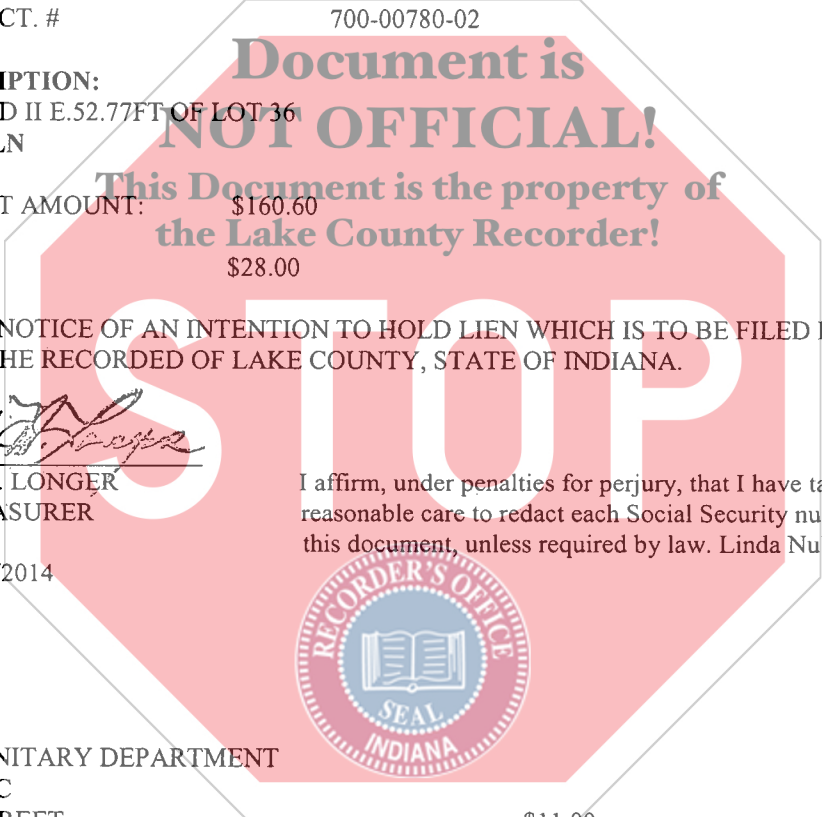 CT. # 700-00780-02
Document is
IPTION:
D II E.52.77FT OF LOT 36
NOT OFFICIAL!
LN
This Document is the property of
T AMOUNT: $160.60
the Lake County Recorder!
$28.00
STOP
NOTICE OF AN INTENTION TO HOLD LIEN WHICH IS TO BE FILED
HE RECORDED OF LAKE COUNTY, STATE OF INDIANA.
. LONGER I affirm, under penalties for perjury, that I have ta
ASURER reasonable care to redact each Social Security nu
this document, unless required by law. Linda Nu
/2014
RECORDER'S OFFICE
SEAL
INDIANA
NITARY DEPARTMENT
C
REET $11.00